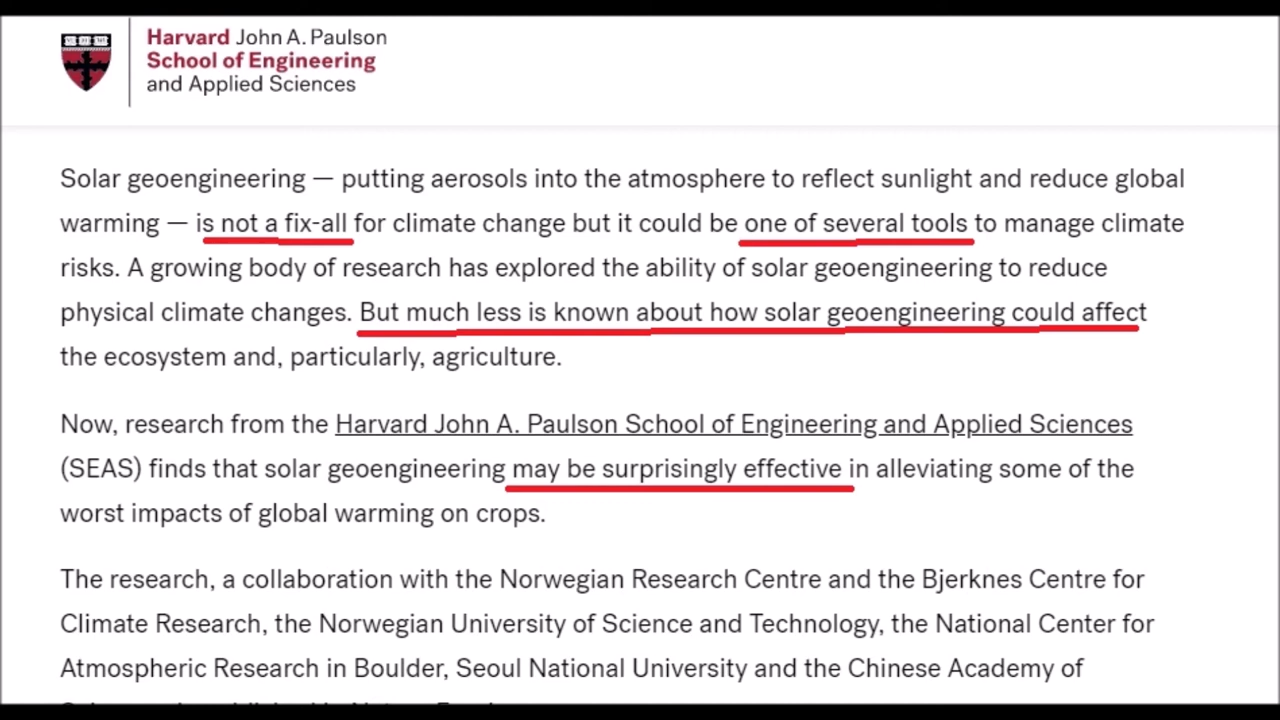 Harvard John A. Paulson
School of Engineering
and Applied Sciences
Solar geoengineering — putting aerosols into the atmosphere to reflect sunlight and reduce global
warming — is not a fix-all for climate change but it could be one of several tools to manage climate
risks. A growing body of research has explored the ability of solar geoengineering to reduce
physical climate changes. But much less is known about how solar geoengineering could affect
the ecosystem and, particularly, agriculture.
Now, research from the Harvard John A. Paulson School of Engineering and Applied Sciences
(SEAS) finds that solar geoengineering may be surprisingly effective in alleviating some of the
worst impacts of global warming on crops.
The research, a collaboration with the Norwegian Research Centre and the Bjerknes Centre for
Climate Research, the Norwegian University of Science and Technology, the National Center for
Atmospheric Research in Boulder, Seoul National University and the Chinese Academy of